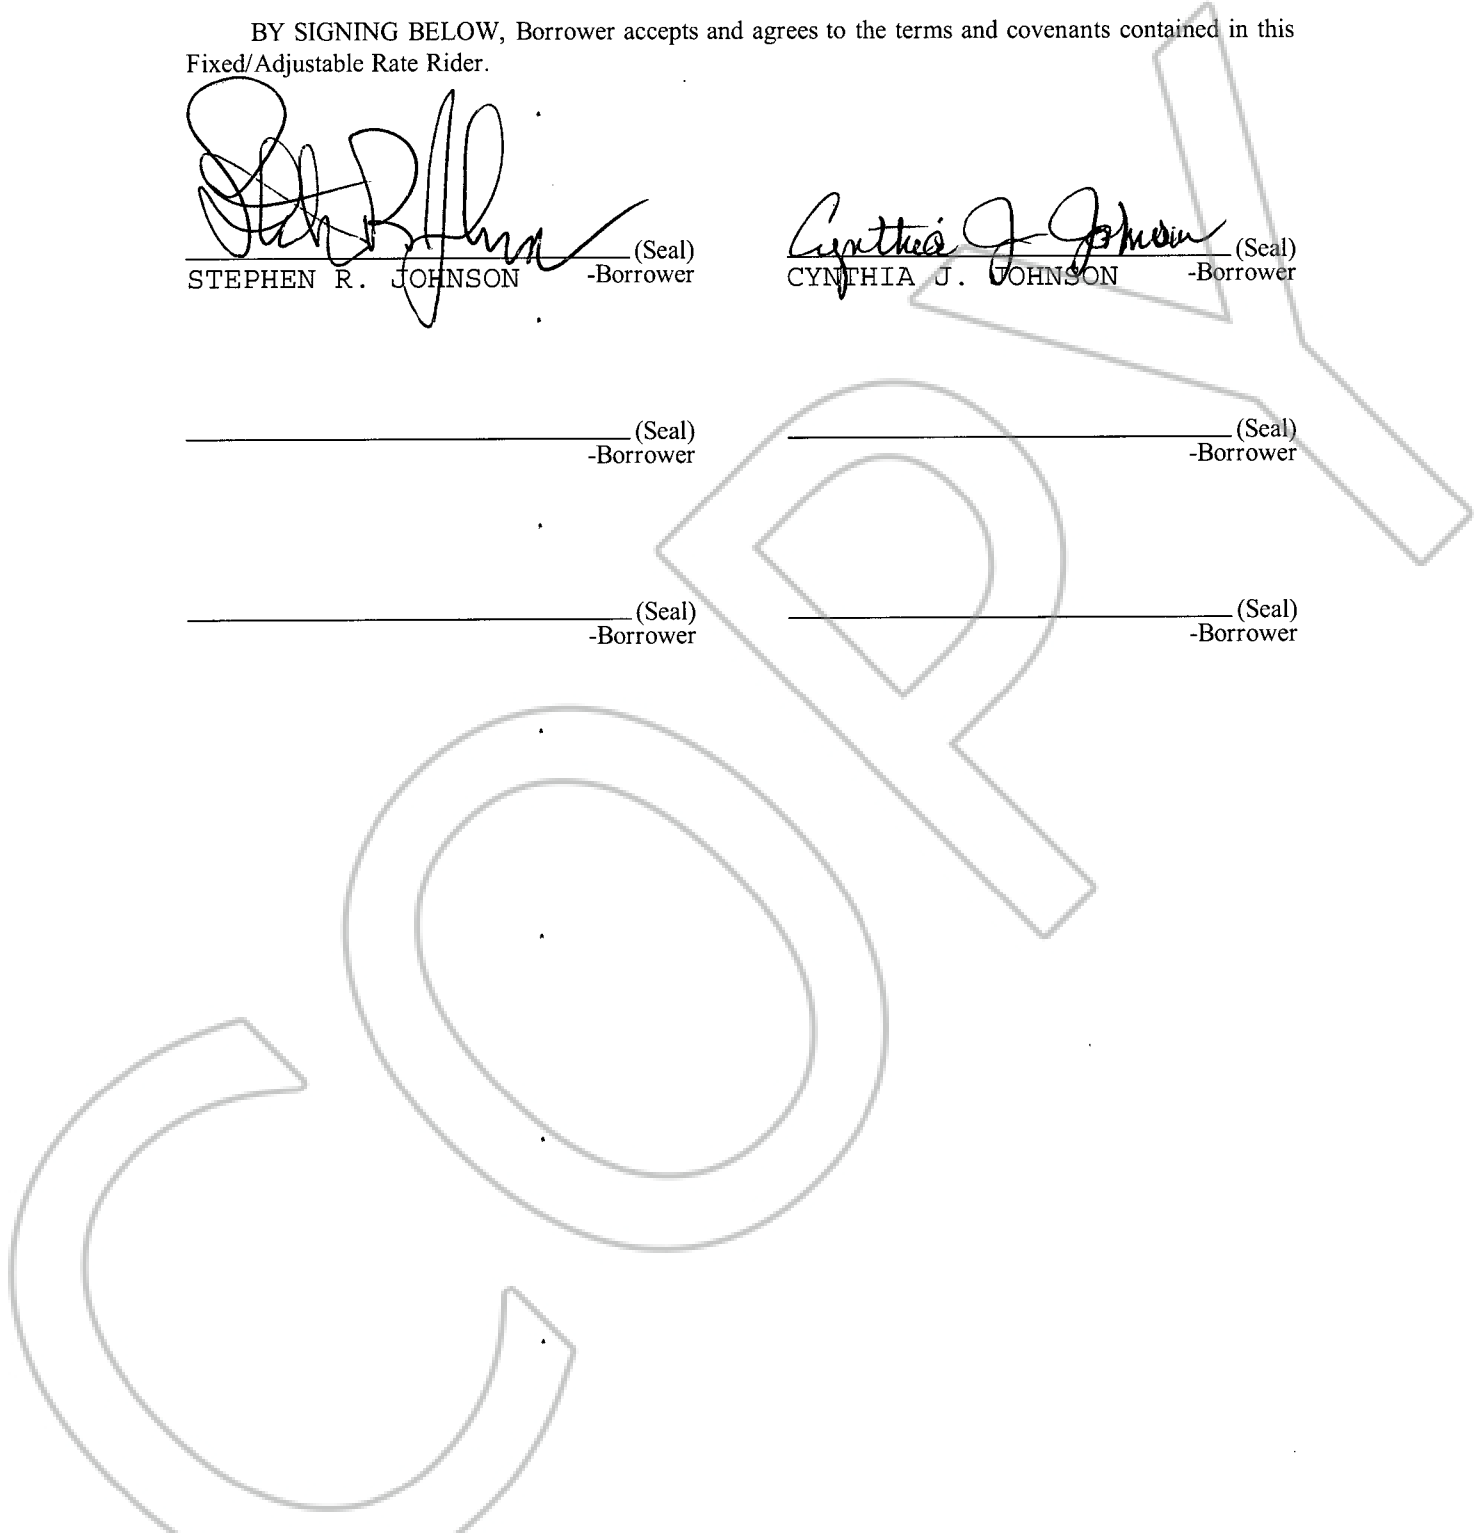 BY SIGNING BELOW, Borrower accepts and agrees to the terms and covenants contained in this
Fixed/Adjustable Rate Rider.
Stephen R Johnson (Seal)
STEPHEN R. JOHNSON -Borrower
Cynthia J Johnson (Seal)
CYNTHIA J. JOHNSON -Borrower
(Seal)
-Borrower
(Seal)
-Borrower
(Seal)
-Borrower
(Seal)
-Borrower
COPY